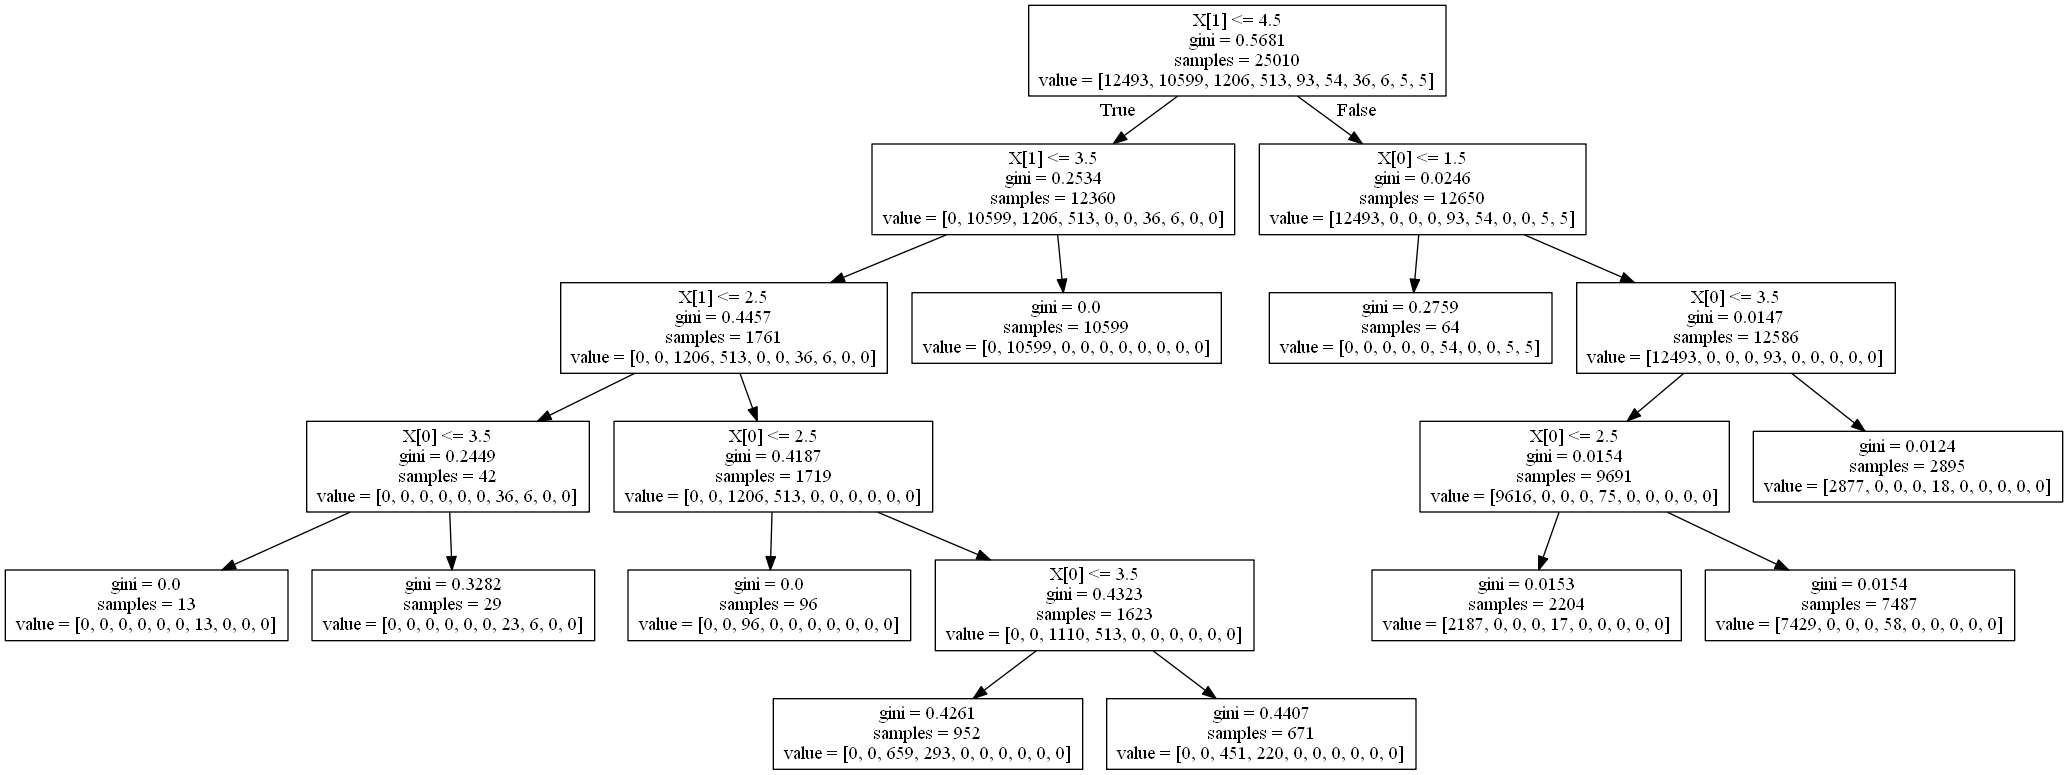 X[1] <= 4.5
gini = 0.5681
samples = 25010
value = [12493, 10599, 1206, 513, 93, 54, 36, 6, 5, 5]
True
False
X[1] <= 3.5
gini = 0.2534
samples = 12360
value = [0, 10599, 1206, 513, 0, 0, 36, 6, 0, 0]
X[0] <= 1.5
gini = 0.0246
samples = 12650
value = [12493, 0, 0, 0, 93, 54, 0, 0, 5, 5]
X[1] <= 2.5
gini = 0.4457
samples = 1761
value = [0, 0, 1206, 513, 0, 0, 36, 6, 0, 0]
gini = 0.0
samples = 10599
value = [0, 10599, 0, 0, 0, 0, 0, 0, 0, 0]
gini = 0.2759
samples = 64
value = [0, 0, 0, 0, 0, 54, 0, 0, 5, 5]
X[0] <= 3.5
gini = 0.0147
samples = 12586
value = [12493, 0, 0, 0, 93, 0, 0, 0, 0, 0]
X[0] <= 3.5
gini = 0.2449
samples = 42
value = [0, 0, 0, 0, 0, 0, 36, 6, 0, 0]
X[0] <= 2.5
gini = 0.4187
samples = 1719
value = [0, 0, 1206, 513, 0, 0, 0, 0, 0, 0]
X[0] <= 2.5
gini = 0.0154
samples = 9691
value = [9616, 0, 0, 0, 75, 0, 0, 0, 0, 0]
gini = 0.0124
samples = 2895
value = [2877, 0, 0, 0, 18, 0, 0, 0, 0, 0]
gini = 0.0
samples = 13
value = [0, 0, 0, 0, 0, 0, 13, 0, 0, 0]
gini = 0.3282
samples = 29
value = [0, 0, 0, 0, 0, 0, 23, 6, 0, 0]
gini = 0.0
samples = 96
value = [0, 0, 96, 0, 0, 0, 0, 0, 0, 0]
X[0] <= 3.5
gini = 0.4323
samples = 1623
value = [0, 0, 1110, 513, 0, 0, 0, 0, 0, 0]
gini = 0.0153
samples = 2204
value = [2187, 0, 0, 0, 17, 0, 0, 0, 0, 0]
gini = 0.0154
samples = 7487
value = [7429, 0, 0, 0, 58, 0, 0, 0, 0, 0]
gini = 0.4261
samples = 952
value = [0, 0, 659, 293, 0, 0, 0, 0, 0, 0]
gini = 0.4407
samples = 671
value = [0, 0, 451, 220, 0, 0, 0, 0, 0, 0]